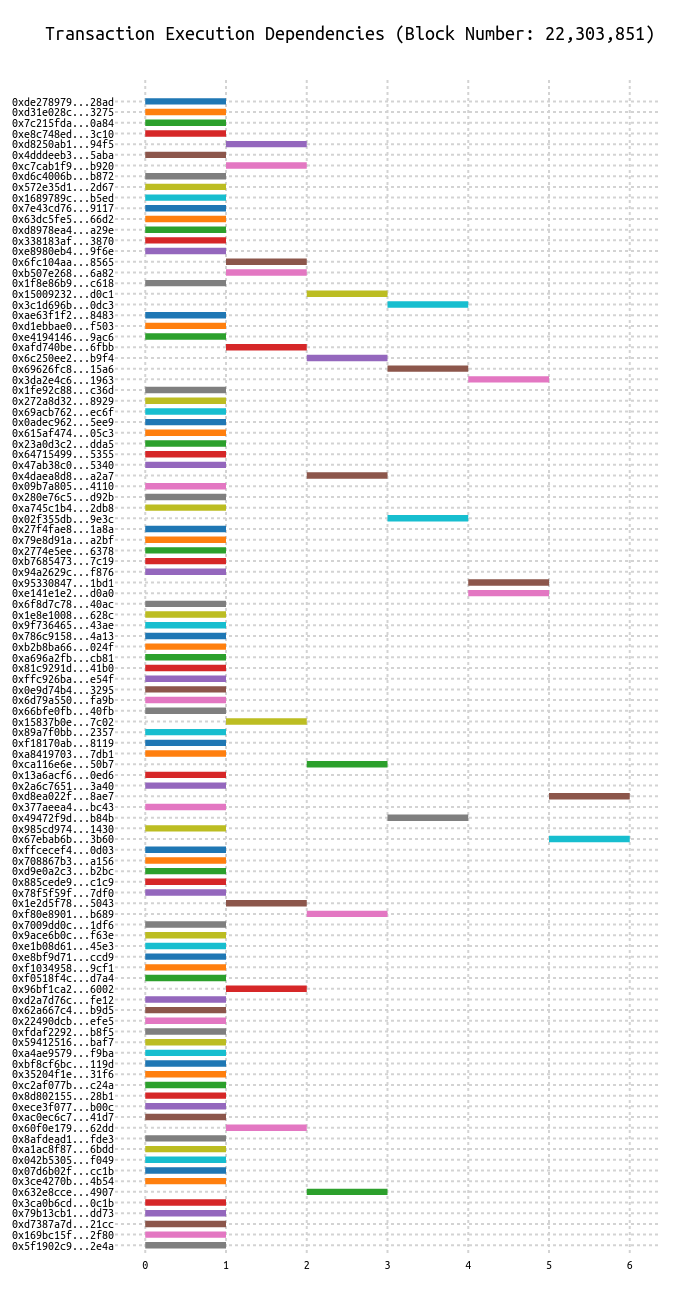 Transaction Execution Dependencies (Block Number: 22,303,851)
0xde278979...28ad
0xd31e028c...3275
0x7c215fda...0a84
0xe8c748ed...3c10
0xd8250ab1...94f5
0x4dddeeb3...5aba
0xc7cab1f9...b920
0xd6c4006b...b872
0x572e35d1...2d67
0x1689789c...b5ed
0x7e43cd76...9117
0x63dc5fe5...66d2
0xd8978ea4...a29e
0x338183af...3870
0xe8980eb4...9f6e
0x6fc104aa...8565
0xb507e268...6a82
0x1f8e86b9...c618
0x15009232...d0c1
0x3c1d696b...0dc3
0xae63f1f2...8483
0xd1ebbae0...f503
0xe4194146...9ac6
0xafd740be...6fbb
0x6c250ee2...b9f4
0x69626fc8...15a6
0x3da2e4c6...1963
0x1fe92c88...c36d
0x272a8d32...8929
0x69acb762...ec6f
0x0adec962...5ee9
0x615af474...05c3
0x23a0d3c2...dda5
0x64715499...5355
0x47ab38c0...5340
0x4daea8d8...a2a7
0x09b7a805...4110
0x280e76c5...d92b
0xa745c1b4...2db8
0x02f355db...9e3c
0x27f4fae8...1a8a
0x79e8d91a...a2bf
0x2774e5ee...6378
0xb7685473...7c19
0x94a2629c...f876
0x95330847...1bd1
0xe141e1e2...d0a0
0x6f8d7c78...40ac
0x1e8e1008...628c
0x9f736465...43ae
0x786c9158...4a13
0xb2b8ba66...024f
0xa696a2fb...cb81
0x81c9291d...41b0
0xffc926ba...e54f
0x0e9d74b4...3295
0x6d79a550...fa9b
0x66bfe0fb...40fb
0x15837b0e...7c02
0x89a7f0bb...2357
0xf18170ab...8119
0xa8419703...7db1
0xca116e6e...50b7
0x13a6acf6...0ed6
0x2a6c7651...3a40
0xd8ea022f...8ae7
0x377aeea4...bc43
0x49472f9d...b84b
0x985cd974...1430
0x67ebab6b...3b60
0xffcecef4...0d03
0x708867b3...a156
0xd9e0a2c3...b2bc
0x885cede9...c1c9
0x78f5f59f...7df0
0x1e2d5f78...5043
0xf80e8901...b689
0x7009dd0c...1df6
0x9ace6b0c...f63e
0xe1b08d61...45e3
0xe8bf9d71...ccd9
0xf1034958...9cf1
0xf0518f4c...d7a4
0x96bf1ca2...6002
0xd2a7d76c...fe12
0x62a667c4...b9d5
0x22490dcb...efe5
0xfdaf2292...b8f5
0x59412516...baf7
0xa4ae9579...f9ba
0xbf8cf6bc...119d
0x35204f1e...31f6
0xc2af077b...c24a
0x8d802155...28b1
0xece3f077...b00c
0xac0ec6c7...41d7
0x60f0e179...62dd
0x8afdead1...fde3
0xa1ac8f87...6bdd
0x042b5305...f049
0x07d6b02f...cc1b
0x3ce4270b...4b54
0x632e8cce...4907
0x3ca0b6cd...0c1b
0x79b13cb1...dd73
0xd7387a7d...21cc
0x169bc15f...2f80
0x5f1902c9...2e4a
0 1 2 3 4 5 6